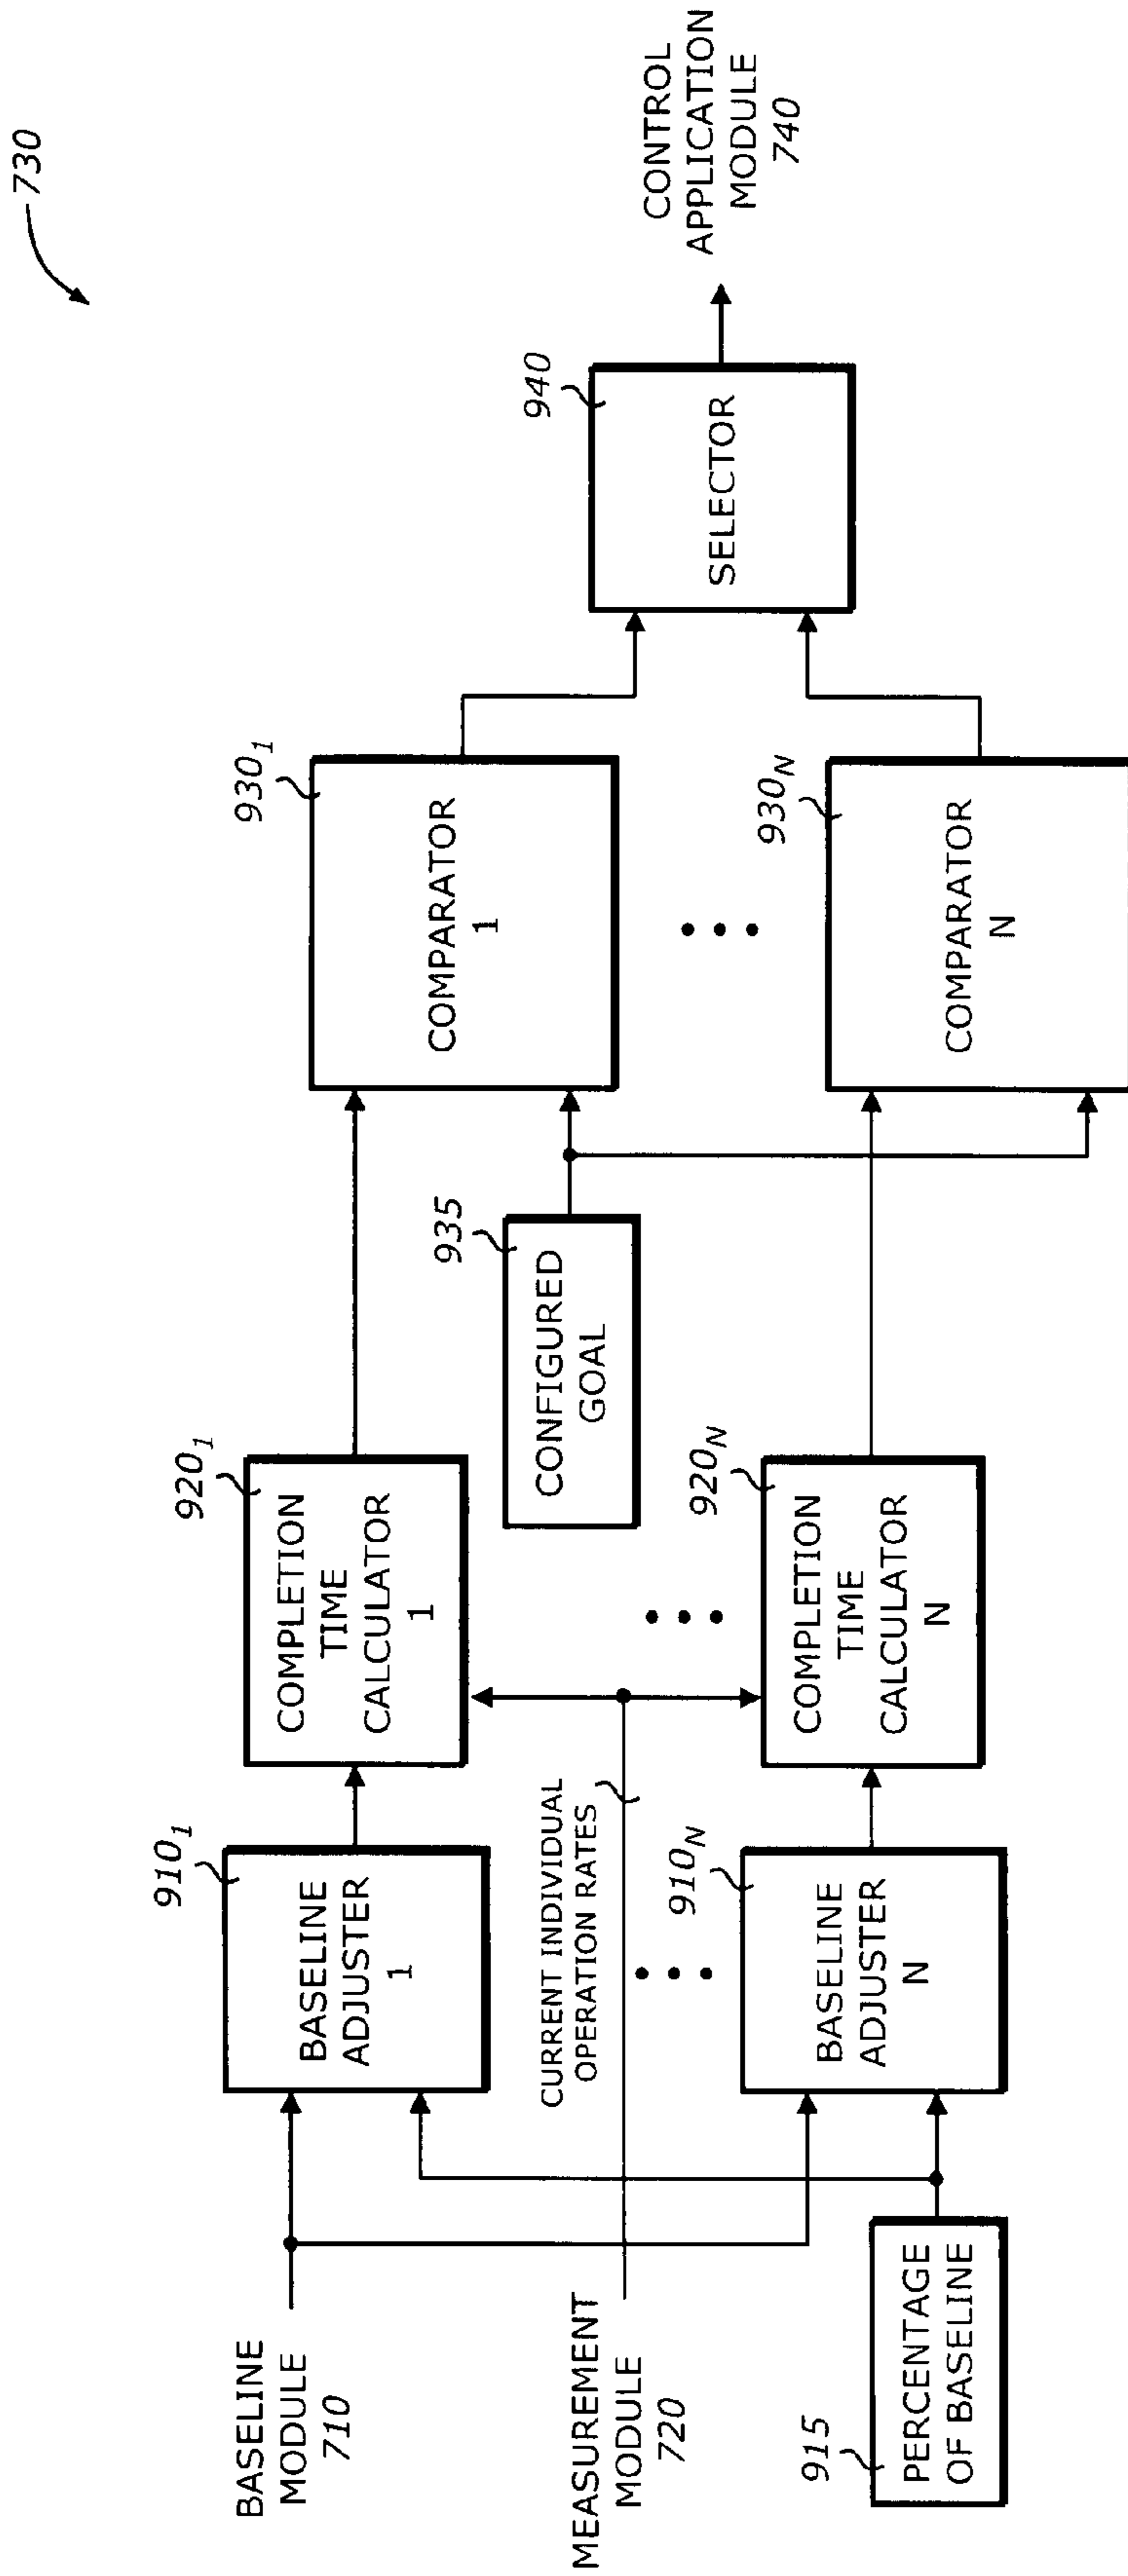 730
BASELINE
MODULE
710
MEASUREMENT
MODULE
720
915
PERCENTAGE
OF BASELINE
910₁
BASELINE
ADJUSTER
1
CURRENT INDIVIDUAL
OPERATION RATES
910N
BASELINE
ADJUSTER
N
920₁
COMPLETION
TIME
CALCULATOR
1
920N
COMPLETION
TIME
CALCULATOR
N
935
CONFIGURED
GOAL
930₁
COMPARATOR
1
930N
COMPARATOR
N
940
SELECTOR
CONTROL
APPLICATION
MODULE
740